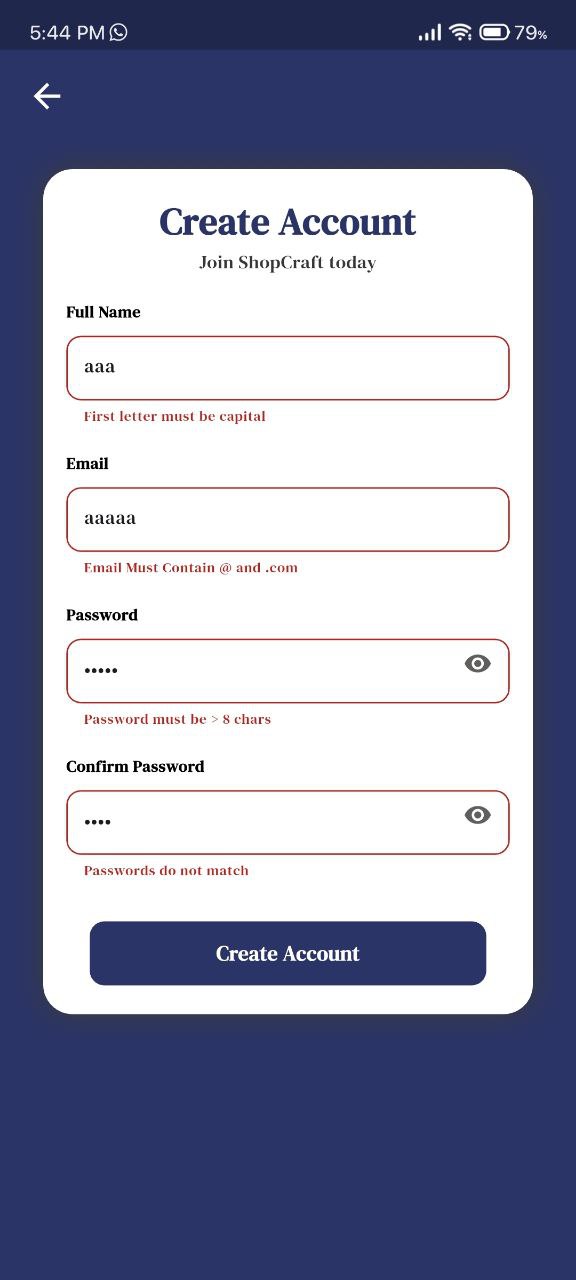 5:44 PM
79%
Create Account
Join ShopCraft today
Full Name
aaa
First letter must be capital
Email
aaaaa
Email Must Contain @ and .com
Password
•••••
Password must be > 8 chars
Confirm Password
••••
Passwords do not match
Create Account